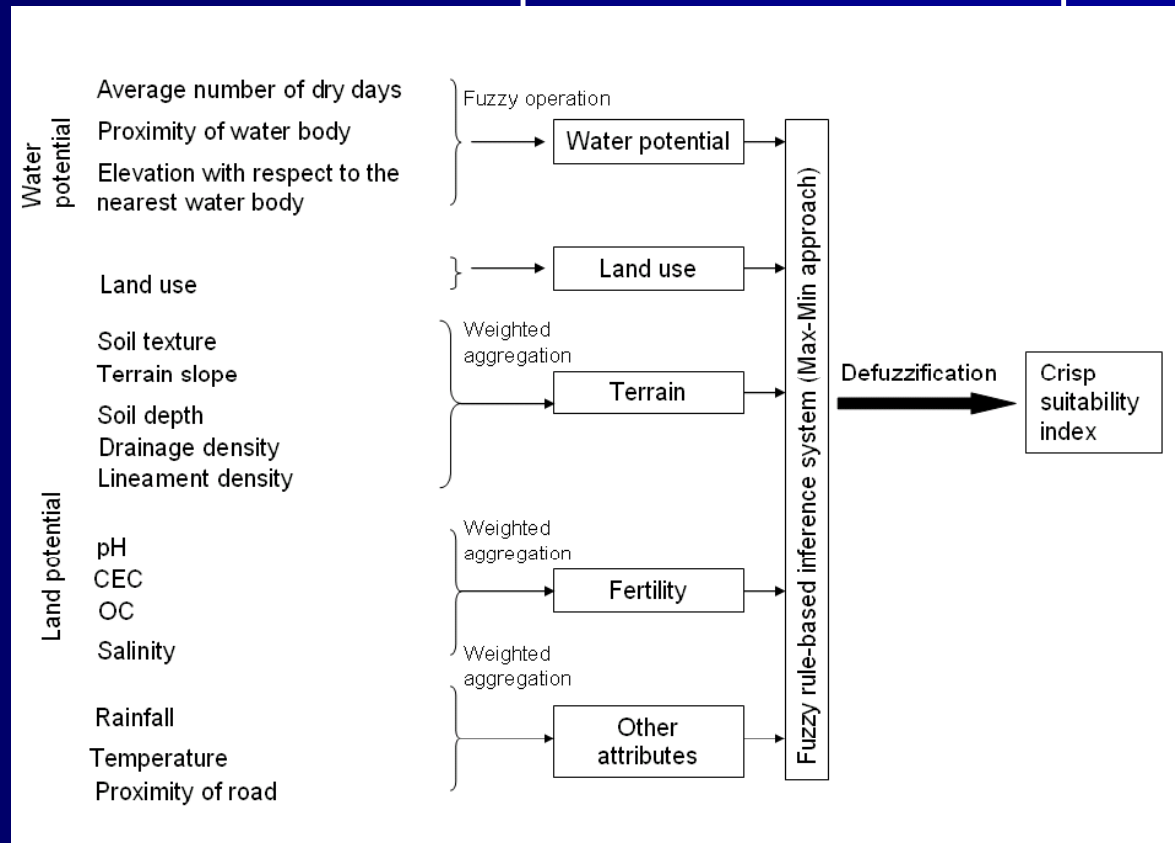 Water
potential
Average number of dry days
Proximity of water body
Elevation with respect to the
nearest water body
Fuzzy operation
Water potential
Land use
Land use
Land potential
Soil texture
Terrain slope
Soil depth
Drainage density
Lineament density
Weighted
aggregation
Terrain
pH
CEC
OC
Salinity
Weighted
aggregation
Fertility
Rainfall
Temperature
Proximity of road
Weighted
aggregation
Other
attributes
Fuzzy rule-based inference system (Max-Min approach)
Defuzzification
Crisp
suitability
index